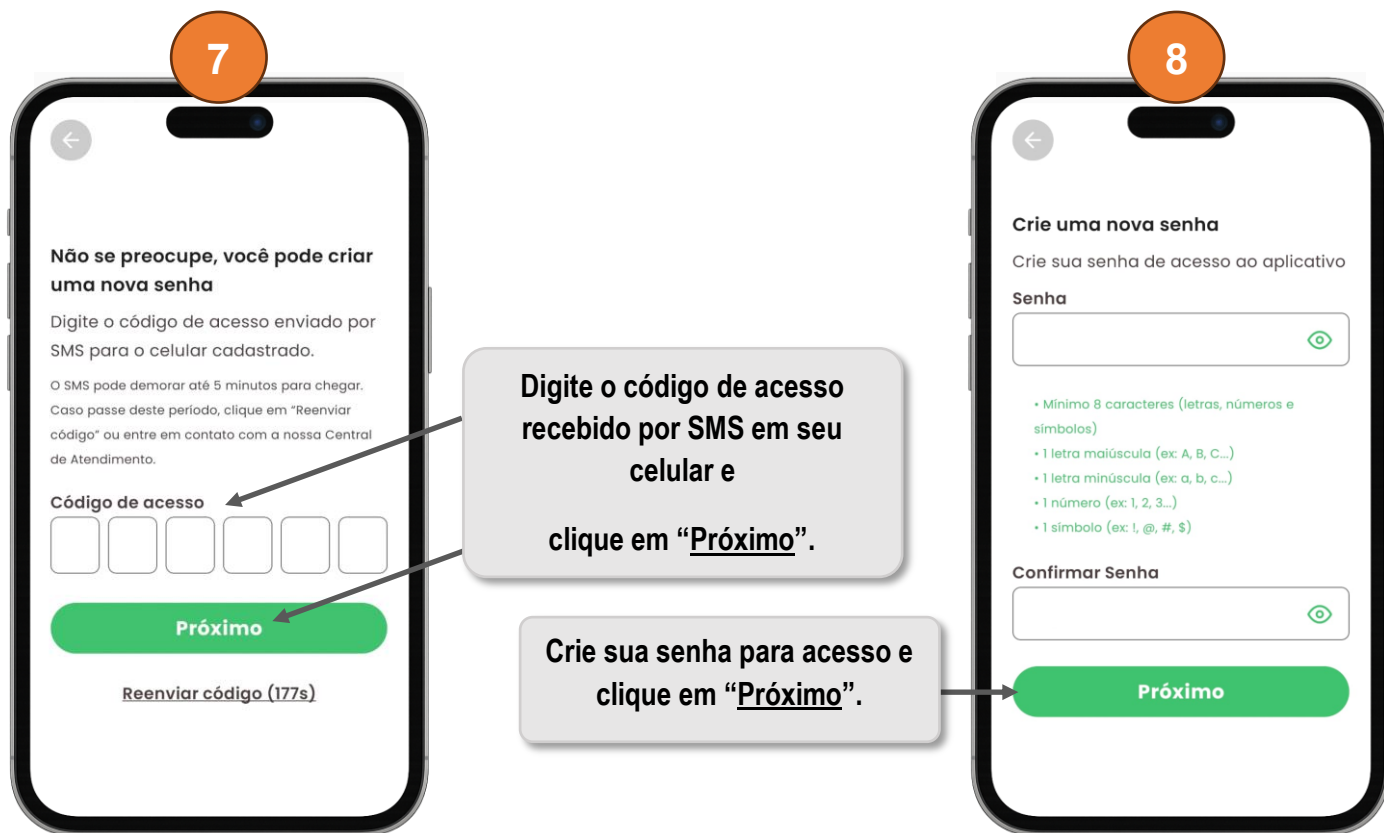 7
Não se preocupe, você pode criar
uma nova senha
Digite o código de acesso enviado por
SMS para o celular cadastrado.
O SMS pode demorar até 5 minutos para chegar.
Caso passe deste período, clique em “Reenviar
código” ou entre em contato com a nossa Central
de Atendimento.
Código de acesso
Próximo
Reenviar código (177s)
Digite o código de acesso
recebido por SMS em seu
celular e
clique em “Próximo”.
Crie sua senha para acesso e
clique em “Próximo”.
8
Crie uma nova senha
Crie sua senha de acesso ao aplicativo
Senha
• Mínimo 8 caracteres (letras, números e
símbolos)
• 1 letra maiúscula (ex: A, B, C...)
• 1 letra minúscula (ex: a, b, c...)
• 1 número (ex: 1, 2, 3...)
• 1 símbolo (ex: !, @, #, $)
Confirmar Senha
Próximo